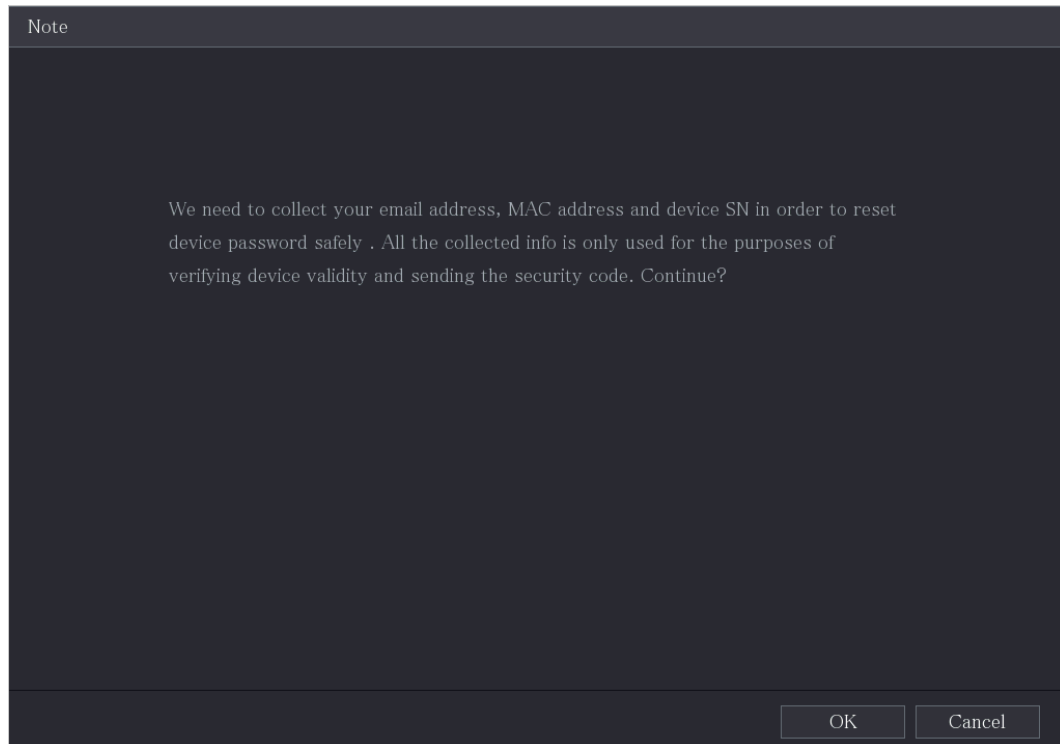 Note
We need to collect your email address, MAC address and device SN in order to reset
device password safely . All the collected info is only used for the purposes of
verifying device validity and sending the security code. Continue?
OK
Cancel